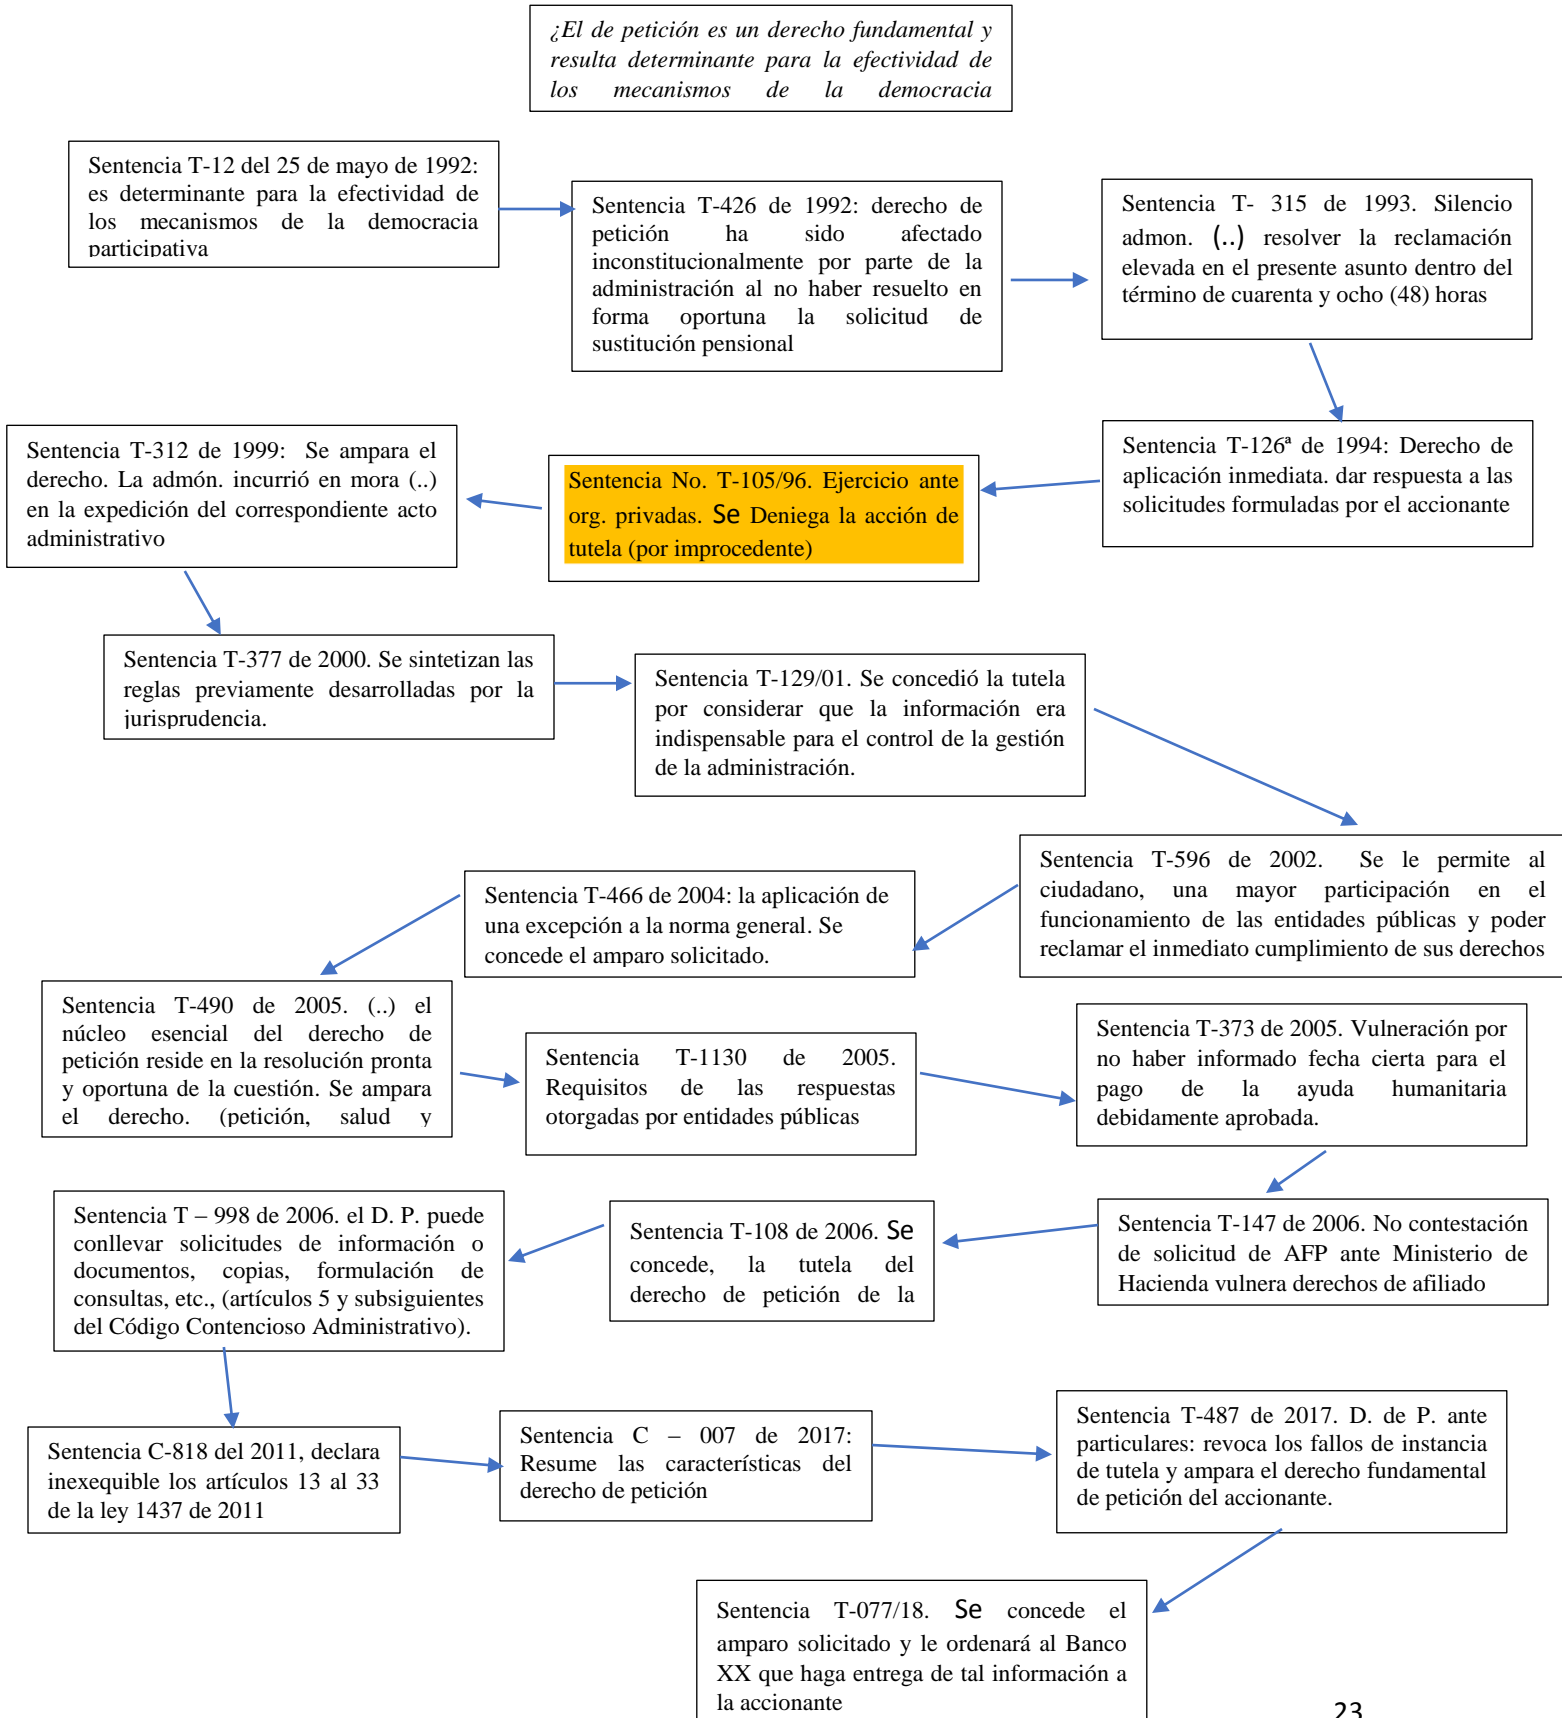 ¿El de petición es un derecho fundamental y
resulta determinante para la efectividad de
los mecanismos de la democracia
Sentencia T-12 del 25 de mayo de 1992:
es determinante para la efectividad de
los mecanismos de la democracia
participativa
Sentencia T-426 de 1992: derecho de
petición ha sido afectado
inconstitucionalmente por parte de la
administración al no haber resuelto en
forma oportuna la solicitud de
sustitución pensional
Sentencia T- 315 de 1993. Silencio
admon. (..) resolver la reclamación
elevada en el presente asunto dentro del
término de cuarenta y ocho (48) horas
Sentencia T-126ª de 1994: Derecho de
aplicación inmediata. dar respuesta a las
solicitudes formuladas por el accionante
Sentencia No. T-105/96. Ejercicio ante
org. privadas. Se Deniega la acción de
tutela (por improcedente)
Sentencia T-312 de 1999: Se ampara el
derecho. La admón. incurrió en mora (..)
en la expedición del correspondiente acto
administrativo
Sentencia T-377 de 2000. Se sintetizan las
reglas previamente desarrolladas por la
jurisprudencia.
Sentencia T-129/01. Se concedió la tutela
por considerar que la información era
indispensable para el control de la gestión
de la administración.
Sentencia T-596 de 2002. Se le permite al
ciudadano, una mayor participación en el
funcionamiento de las entidades públicas y poder
reclamar el inmediato cumplimiento de sus derechos
Sentencia T-466 de 2004: la aplicación de
una excepción a la norma general. Se
concede el amparo solicitado.
Sentencia T-490 de 2005. (..) el
núcleo esencial del derecho de
petición reside en la resolución pronta
y oportuna de la cuestión. Se ampara
el derecho. (petición, salud y
Sentencia T-1130 de 2005.
Requisitos de las respuestas
otorgadas por entidades públicas
Sentencia T-373 de 2005. Vulneración por
no haber informado fecha cierta para el
pago de la ayuda humanitaria
debidamente aprobada.
Sentencia T-147 de 2006. No contestación
de solicitud de AFP ante Ministerio de
Hacienda vulnera derechos de afiliado
Sentencia T-108 de 2006. Se
concede, la tutela del
derecho de petición de la
Sentencia T – 998 de 2006. el D. P. puede
conllevar solicitudes de información o
documentos, copias, formulación de
consultas, etc., (artículos 5 y subsiguientes
del Código Contencioso Administrativo).
Sentencia C-818 del 2011, declara
inexequible los artículos 13 al 33
de la ley 1437 de 2011
Sentencia C – 007 de 2017:
Resume las características del
derecho de petición
Sentencia T-487 de 2017. D. de P. ante
particulares: revoca los fallos de instancia
de tutela y ampara el derecho fundamental
de petición del accionante.
Sentencia T-077/18. Se concede el
amparo solicitado y le ordenará al Banco
XX que haga entrega de tal información a
la accionante
23